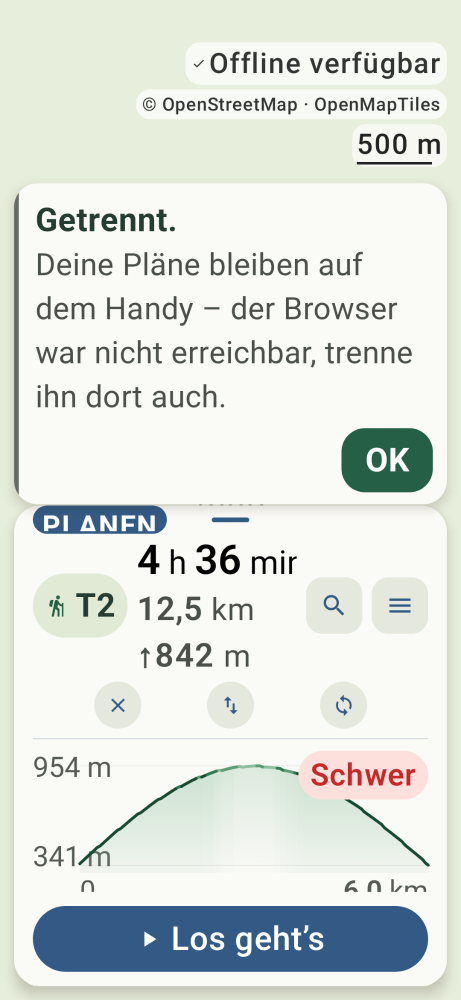 Offline verfügbar
© OpenStreetMap · OpenMapTiles
500 m
Getrennt.
Deine Pläne bleiben auf
dem Handy – der Browser
war nicht erreichbar, trenne
ihn dort auch.
OK
PLANEN
4 h 36 mir
T2
12,5 km
↑842 m
954 m
Schwer
341 m
0
6,0 km
Los geht’s